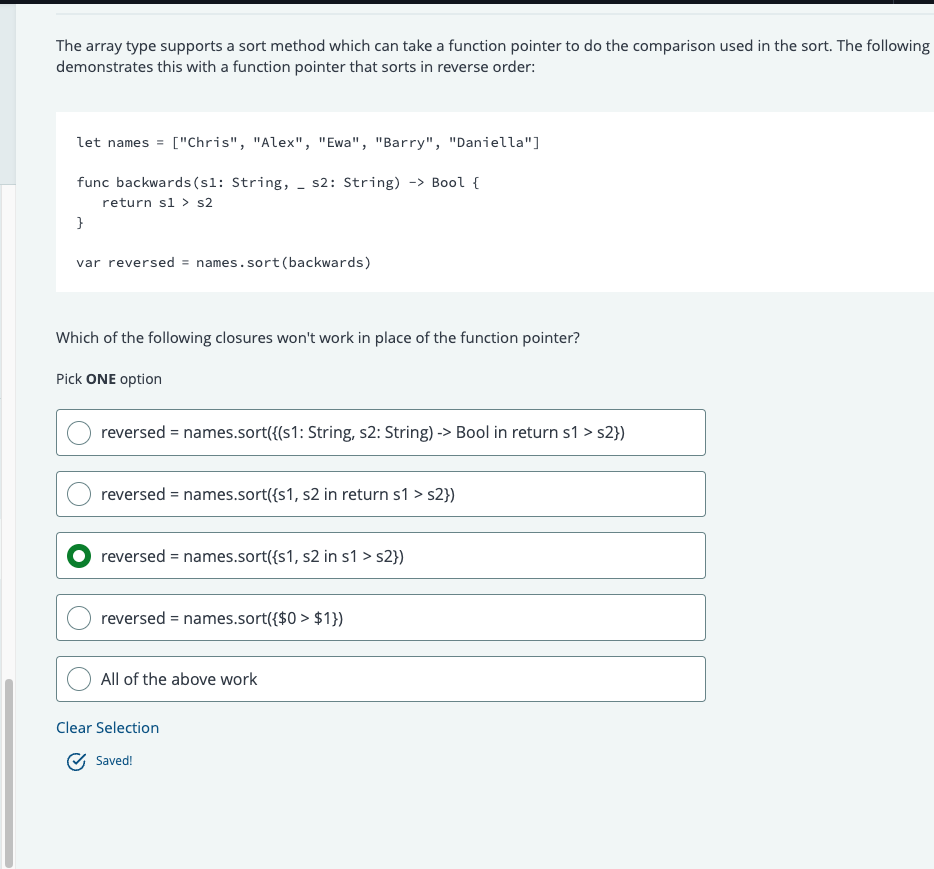 The array type supports a sort method which can take a function pointer to do the comparison used in the sort. The following
demonstrates this with a function pointer that sorts in reverse order:
let names = ["Chris", "Alex", "Ewa", "Barry", "Daniella"]
func backwards(s1: String, _ s2: String) -> Bool {
return s1 > s2
}
var reversed = names.sort(backwards)
Which of the following closures won't work in place of the function pointer?
Pick ONE option
reversed = names.sort({(s1: String, s2: String) -> Bool in return s1 > s2})
reversed = names.sort({s1, s2 in return s1 > s2})
reversed = names.sort({s1, s2 in s1 > s2})
reversed = names.sort({$0 > $1})
All of the above work
Clear Selection
Saved!